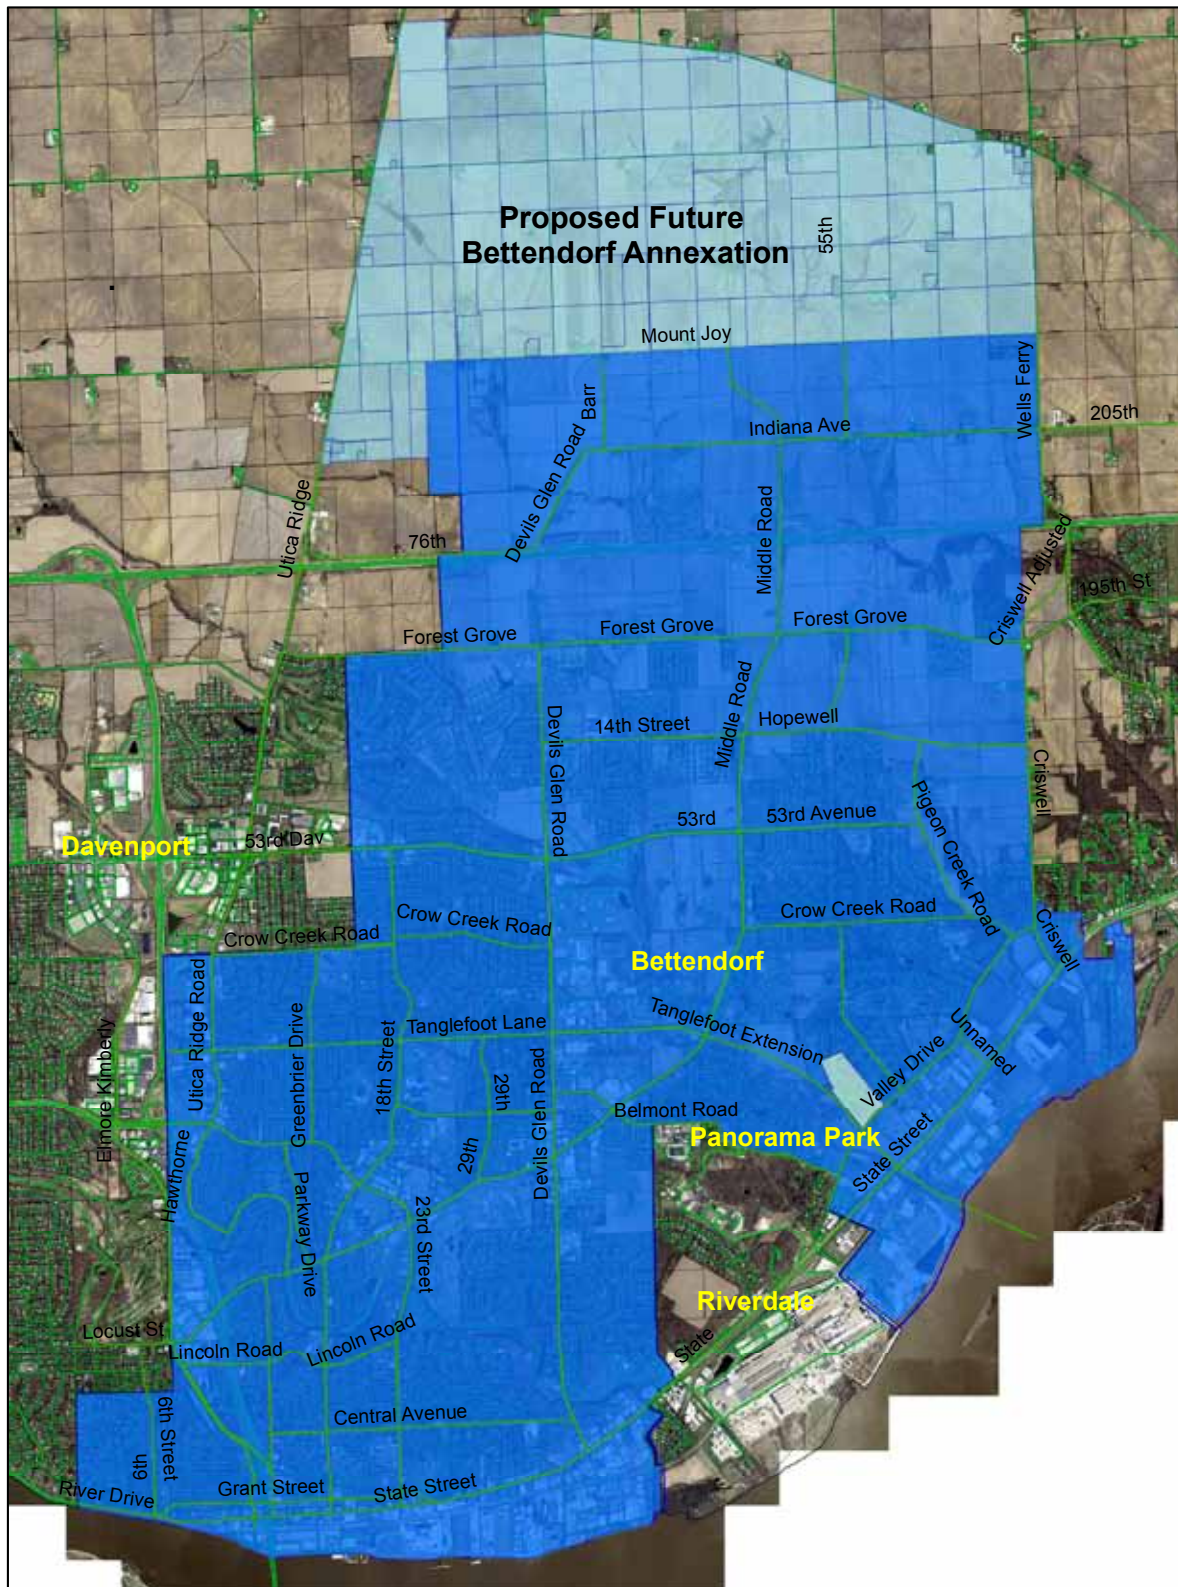 Proposed Future
Bettendorf Annexation
55th
Mount Joy
Wells Ferry
Barr
205th
Indiana Ave
Devils Glen Road
Utica Ridge
76th
Middle Road
Criswell Adjusted
195th St
Forest Grove
Forest Grove
Forest Grove
Devils Glen Road
14th Street
Middle Road
Hopewell
Criswell
Pigeon Creek Road
Davenport
53rd Dav
53rd
53rd Avenue
Crow Creek Road
Crow Creek Road
Crow Creek Road
Criswell
Bettendorf
Utica Ridge Road
Elmore Kimberly
Greenbrier Drive
18th Street
Tanglefoot Lane
Tanglefoot Extension
Unnamed
29th
Devils Glen Road
Valley Drive
Belmont Road
Panorama Park
Hawthorne
29th
State Street
Parkway Drive
23rd Street
Riverdale
Locust St
Lincoln Road
Lincoln Road
State
6th Street
6th
Central Avenue
River Drive
Grant Street
State Street